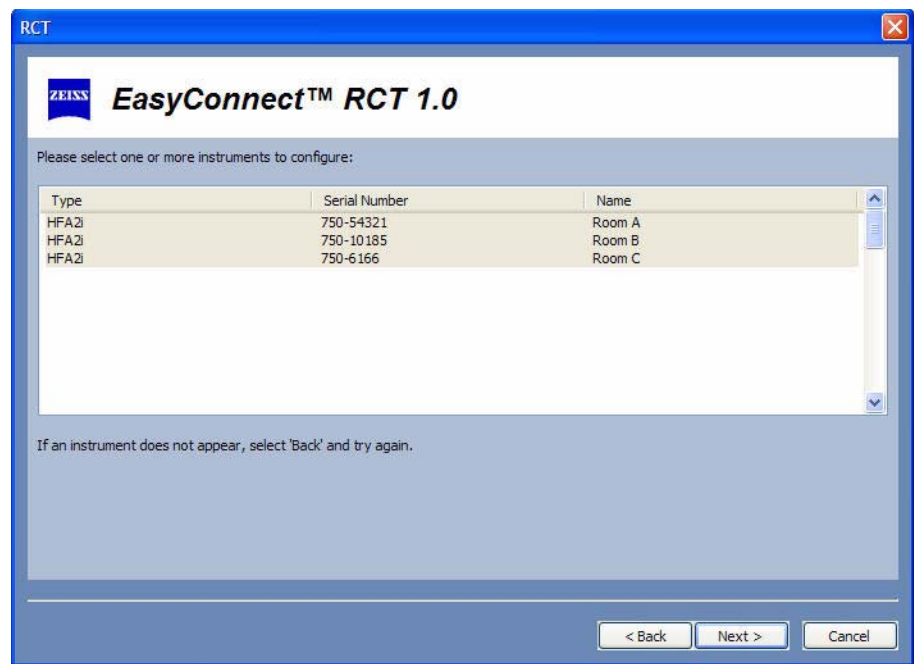 RCT
ZEISS
EasyConnect™ RCT 1.0
Please select one or more instruments to configure:
Type Serial Number Name
HFA2i 750-54321 Room A
HFA2i 750-10185 Room B
HFA2i 750-6166 Room C
If an instrument does not appear, select 'Back' and try again.
< Back Next > Cancel